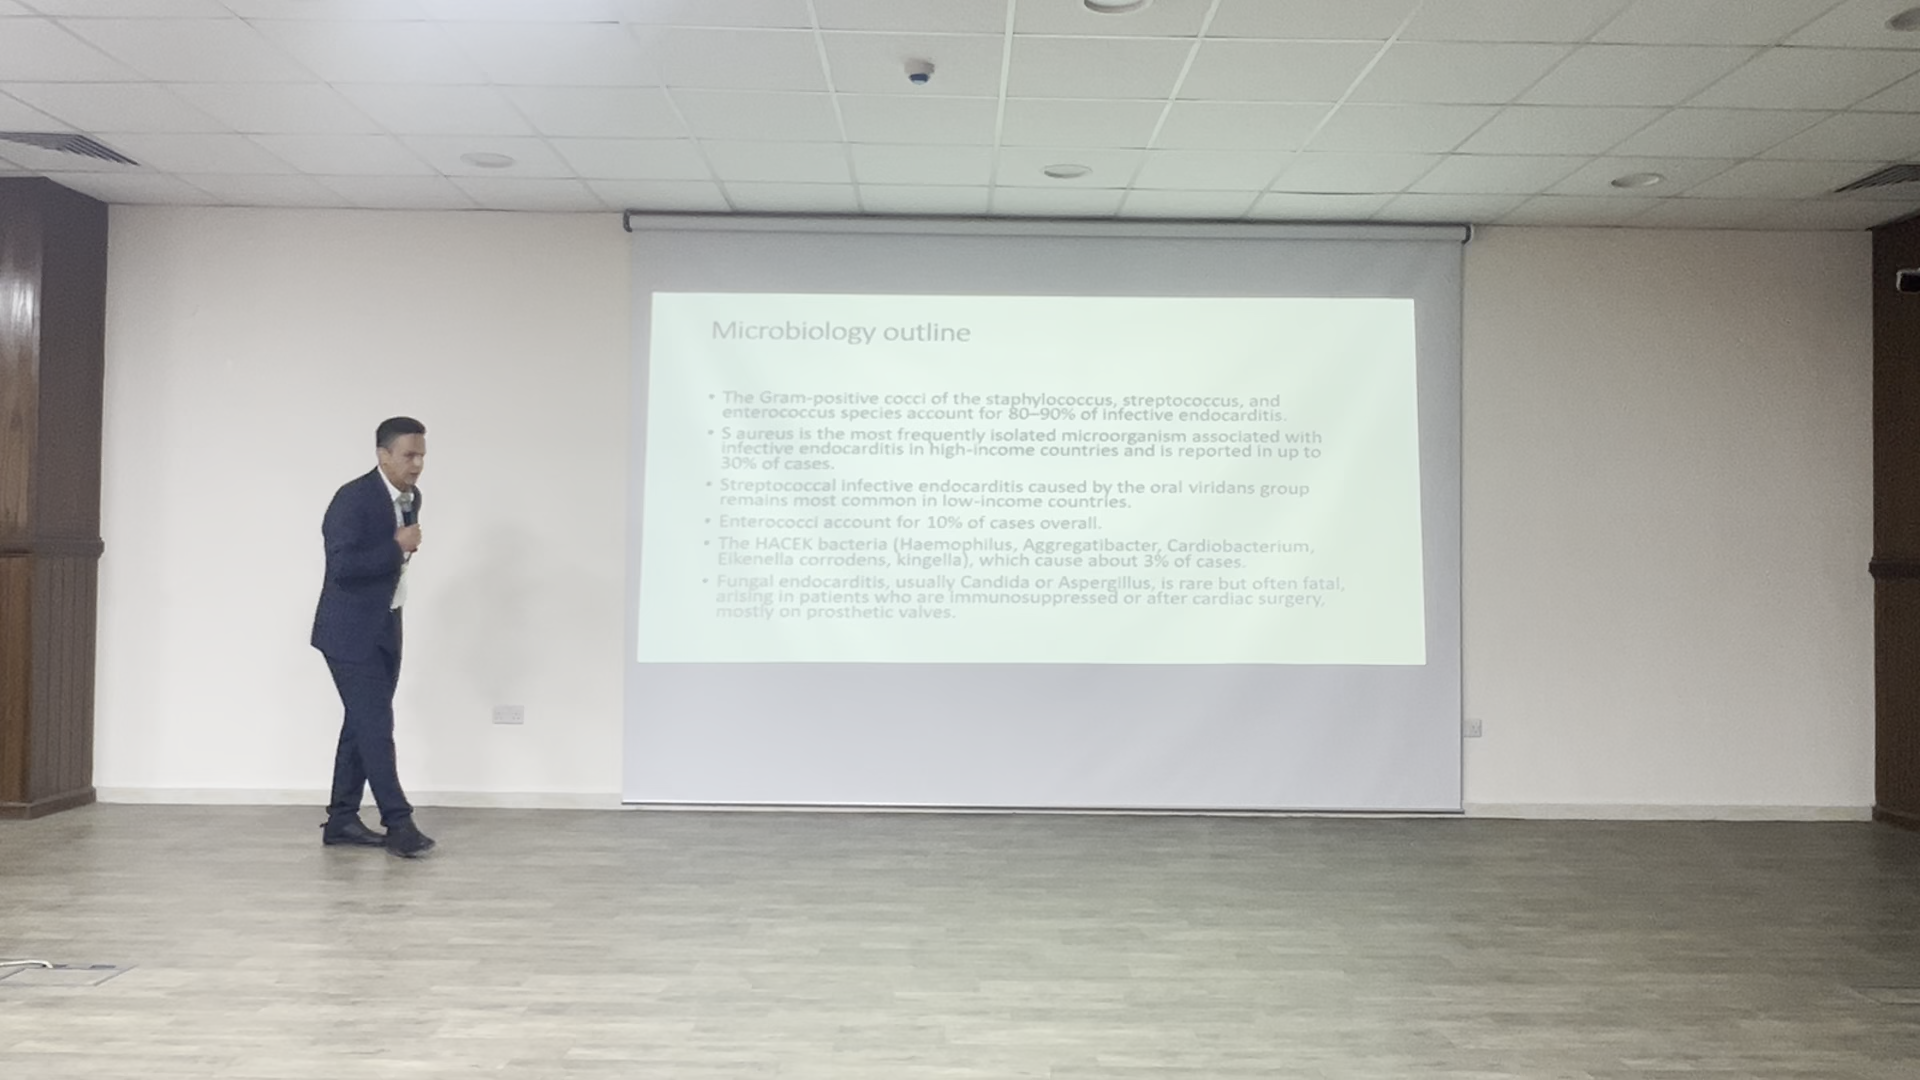 Microbiology outline
• The Gram-positive cocci of the staphylococcus, streptococcus, and
enterococcus species account for 80–90% of infective endocarditis.
• S aureus is the most frequently isolated microorganism associated with
infective endocarditis in high-income countries and is reported in up to
30% of cases.
• Streptococcal infective endocarditis caused by the oral viridans group
remains most common in low-income countries.
• Enterococci account for 10% of cases overall.
• The HACEK bacteria (Haemophilus, Aggregatibacter, Cardiobacterium,
Eikenella corrodens, kingella), which cause about 3% of cases.
• Fungal endocarditis, usually Candida or Aspergillus, is rare but often fatal,
arising in patients who are immunosuppressed or after cardiac surgery,
mostly on prosthetic valves.